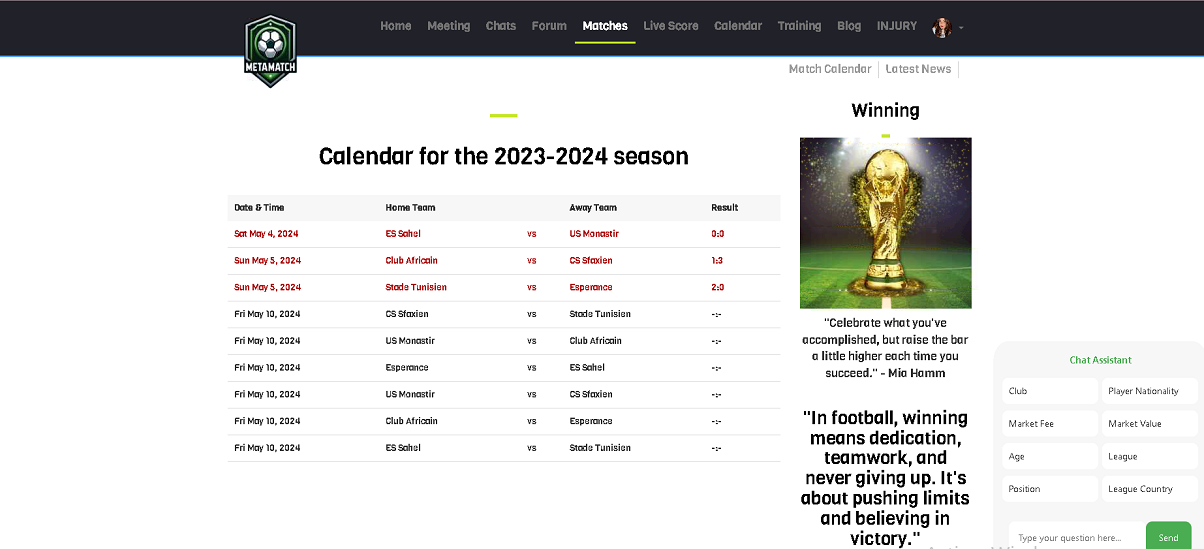 Home Meeting Chats Forum Matches Live Score Calendar Training Blog INJURY
METAMATCH
Match Calendar Latest News
Calendar for the 2023-2024 season
Date & Time Home Team Away Team Result
Sat May 4, 2024 ES Sahel vs US Monastir 0:0
Sun May 5, 2024 Club Africain vs CS Sfaxien 1:3
Sun May 5, 2024 Stade Tunisien vs Esperance 2:0
Fri May 10, 2024 CS Sfaxien vs Stade Tunisien -:-
Fri May 10, 2024 US Monastir vs Club Africain -:-
Fri May 10, 2024 Esperance vs ES Sahel -:-
Fri May 10, 2024 US Monastir vs CS Sfaxien -:-
Fri May 10, 2024 Club Africain vs Esperance -:-
Fri May 10, 2024 ES Sahel vs Stade Tunisien -:-
Winning
"Celebrate what you've
accomplished, but raise the bar
a little higher each time you
succeed." - Mia Hamm
"In football, winning
means dedication,
teamwork, and
never giving up. It's
about pushing limits
and believing in
victory."
Chat Assistant
Club Player Nationality
Market Fee Market Value
Age League
Position League Country
Type your question here... Send